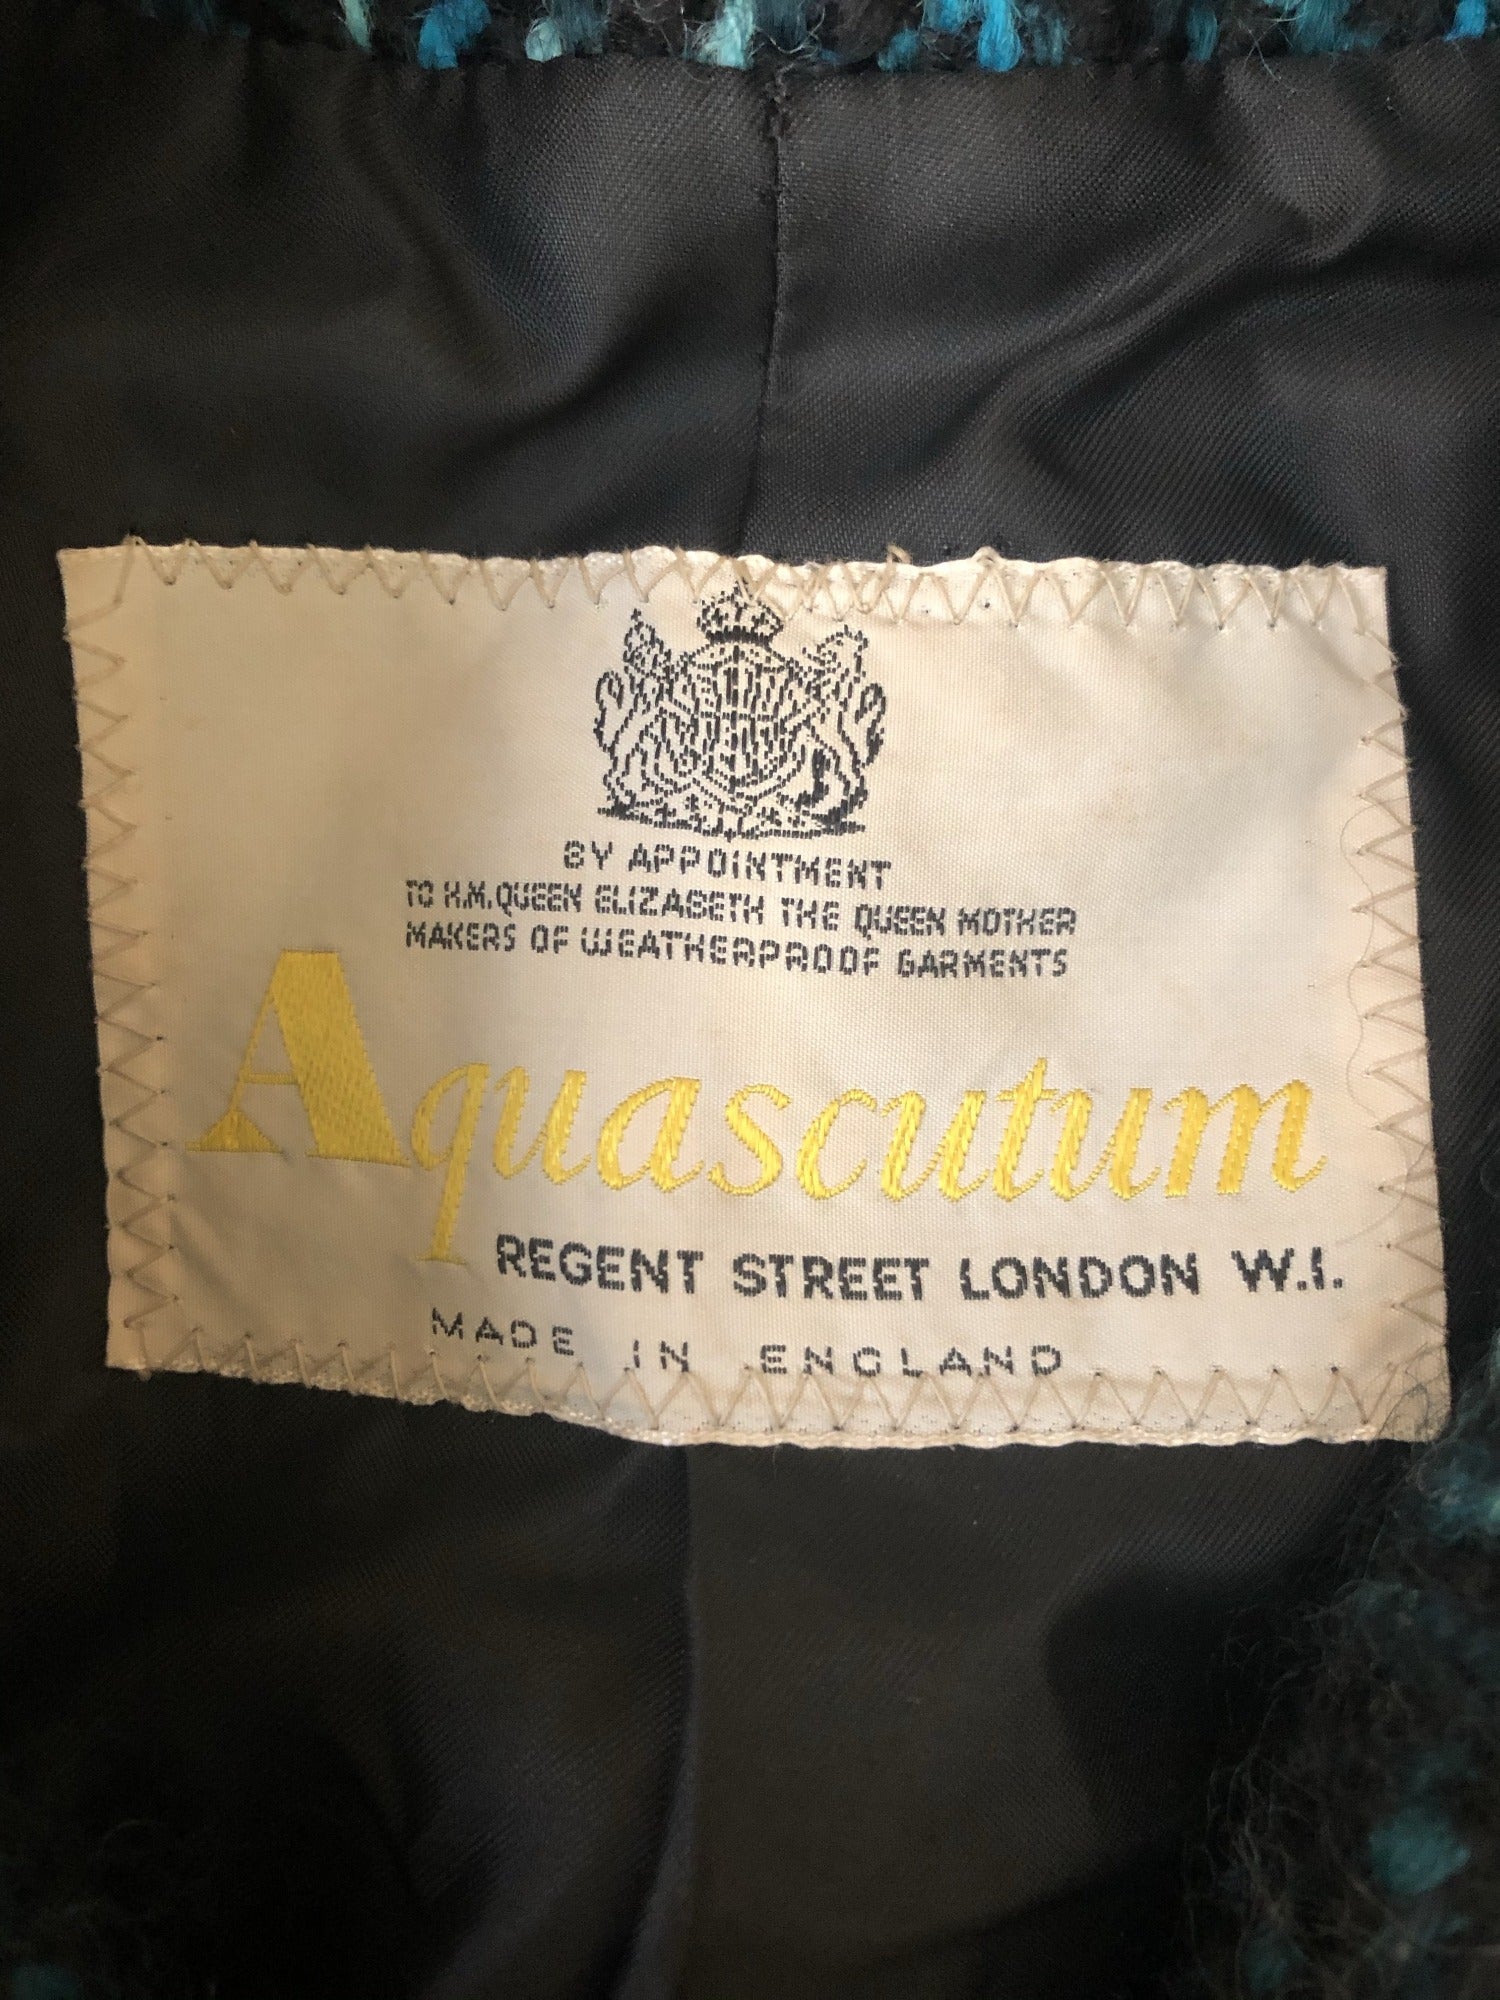 BY APPOINTMENT
TO H.M. QUEEN ELIZABETH THE QUEEN MOTHER
MAKERS OF WEATHERPROOF GARMENTS
Aquascutum
REGENT STREET LONDON W.I.
MADE IN ENGLAND